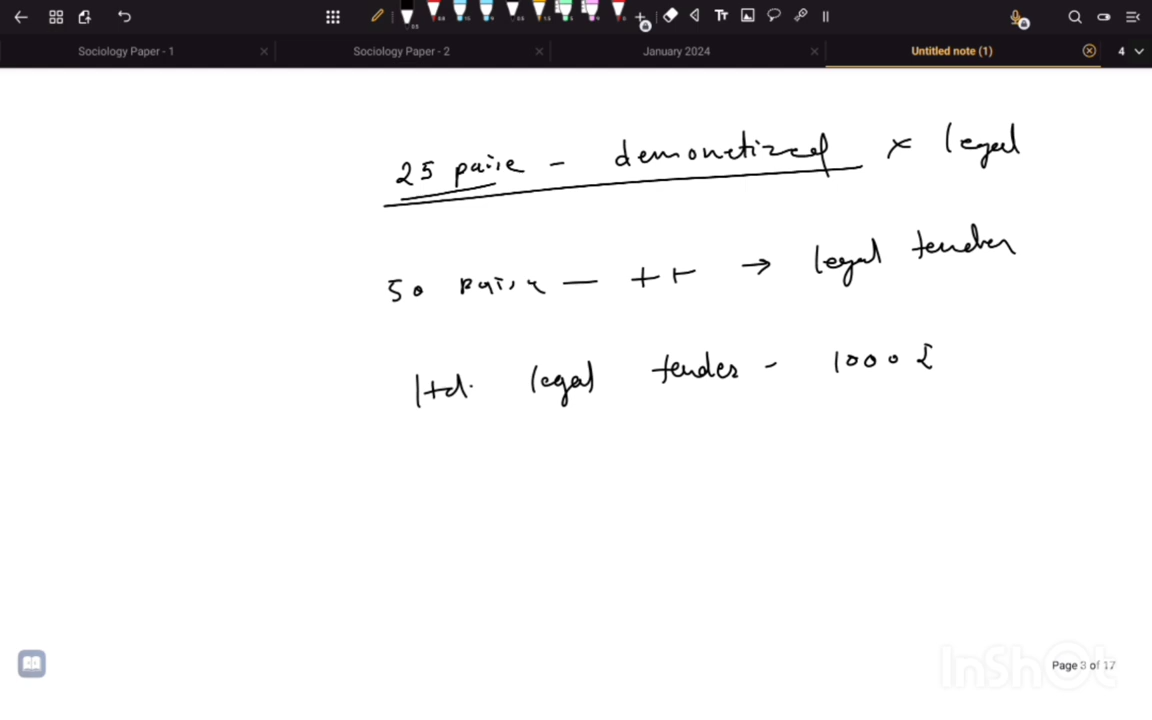 Sociology Paper - 1
Sociology Paper - 2
January 2024
Untitled note (1)
4
25 paise - demonetized × legal
50 paise — ++ → legal tender
ltd. legal tender - 1000
InShOt
Page 3 of 17